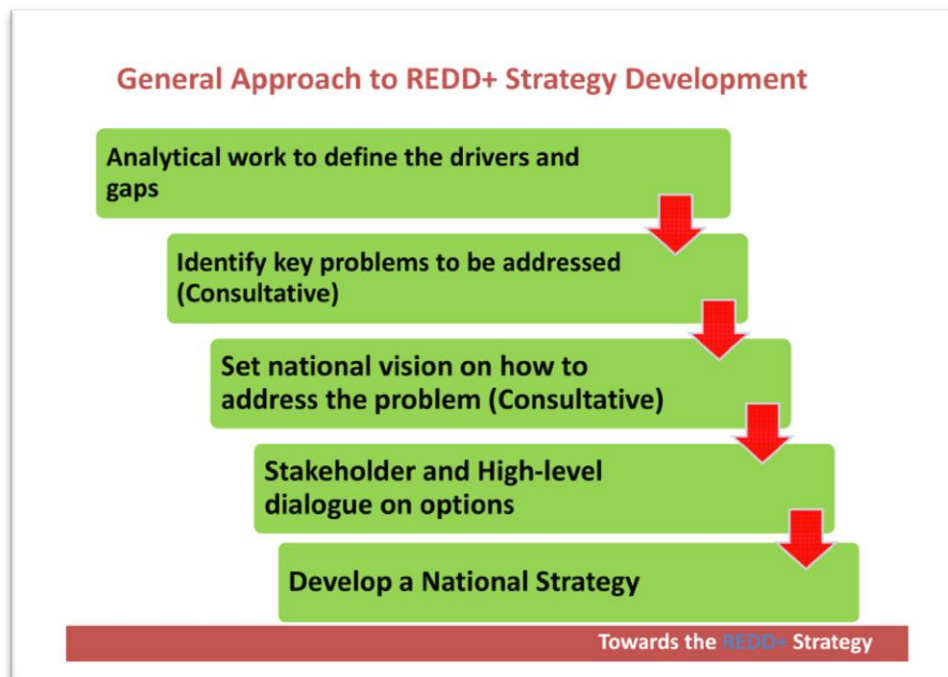 General Approach to REDD+ Strategy Development
Analytical work to define the drivers and
gaps
Identify key problems to be addressed
(Consultative)
Set national vision on how to
address the problem (Consultative)
Stakeholder and High-level
dialogue on options
Develop a National Strategy
Towards the REDD+ Strategy